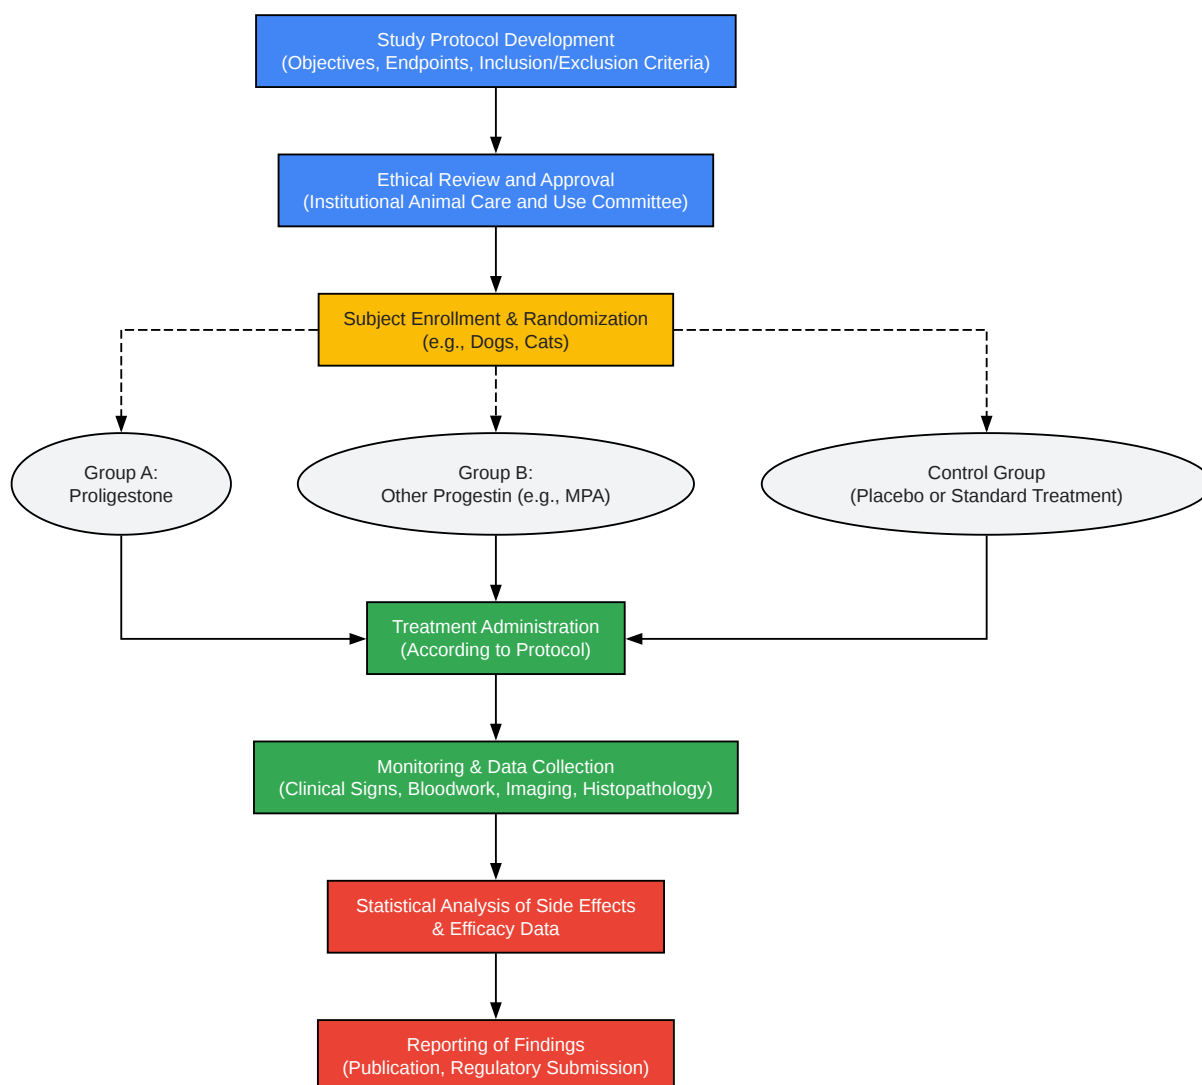 Study Protocol Development
(Objectives, Endpoints, Inclusion/Exclusion Criteria)
Ethical Review and Approval
(Institutional Animal Care and Use Committee)
Subject Enrollment & Randomization
(e.g., Dogs, Cats)
Group A:
Proligestone
Group B:
Other Progestin (e.g., MPA)
Control Group
(Placebo or Standard Treatment)
Treatment Administration
(According to Protocol)
Monitoring & Data Collection
(Clinical Signs, Bloodwork, Imaging, Histopathology)
Statistical Analysis of Side Effects
& Efficacy Data
Reporting of Findings
(Publication, Regulatory Submission)